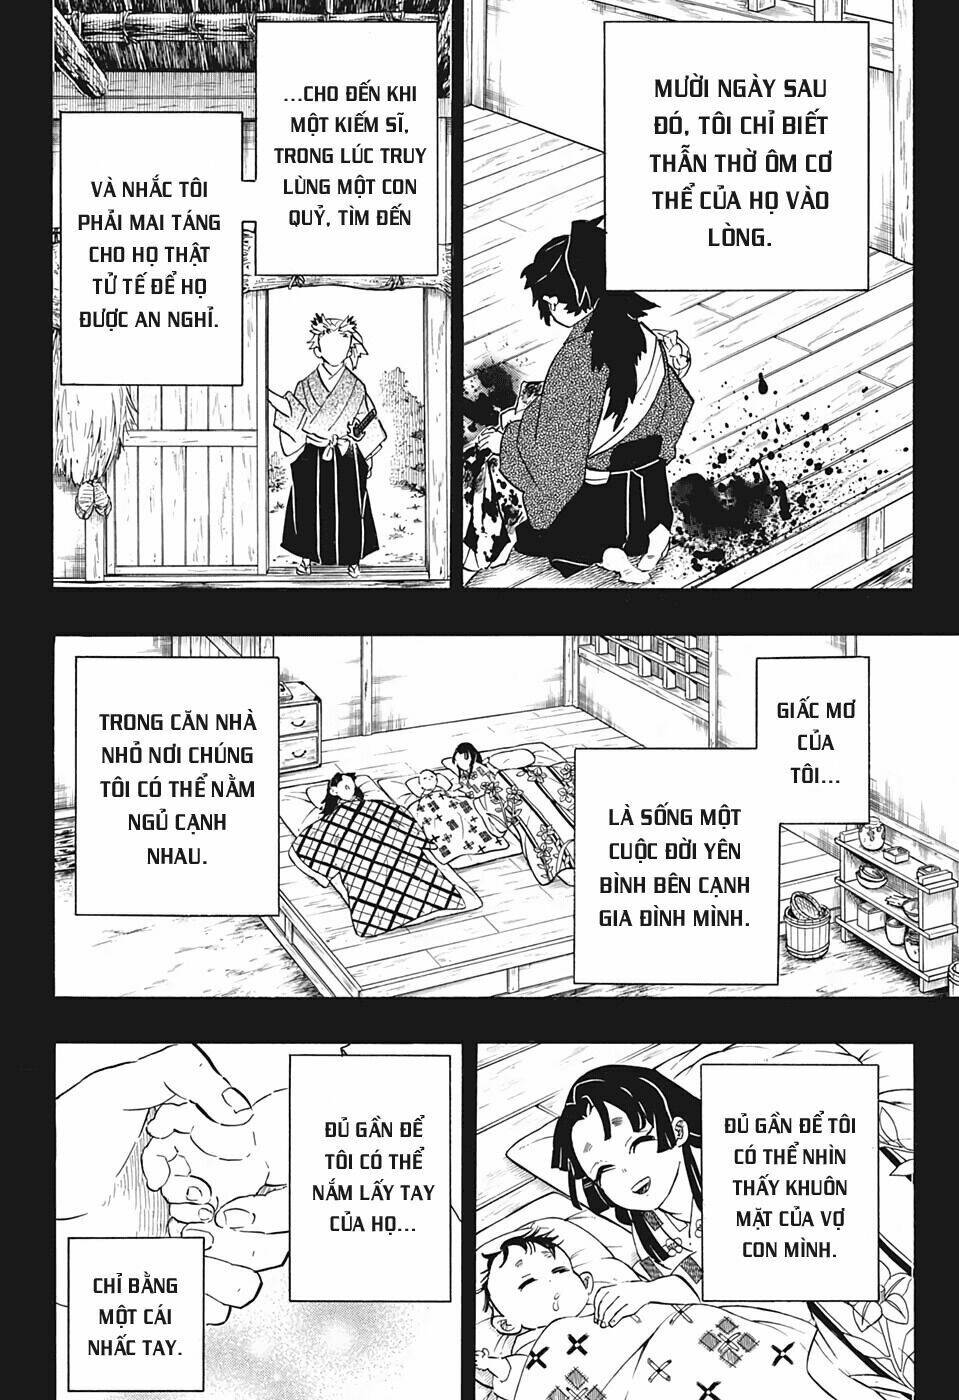 MƯỜI NGÀY SAU
ĐÓ, TÔI CHỈ BIẾT
THẪN THỜ ÔM CƠ
THỂ CỦA HỌ VÀO
LÒNG.
...CHO ĐẾN KHI
MỘT KIẾM SĨ,
TRONG LÚC TRUY
LÙNG MỘT CON
QUỶ, TÌM ĐẾN
VÀ NHẮC TÔI
PHẢI MAI TÁNG
CHO HỌ THẬT
TỬ TẾ ĐỂ HỌ
ĐƯỢC AN NGHỈ.
GIẤC MƠ
CỦA
TÔI...
LÀ SỐNG MỘT
CUỘC ĐỜI YÊN
BÌNH BÊN CẠNH
GIA ĐÌNH MÌNH.
TRONG CĂN NHÀ
NHỎ NƠI CHÚNG
TÔI CÓ THỂ NẰM
NGỦ CẠNH
NHAU.
ĐỦ GẦN ĐỂ TÔI
CÓ THỂ NHÌN
THẤY KHUÔN
MẶT CỦA VỢ
CON MÌNH.
ĐỦ GẦN ĐỂ
TÔI CÓ THỂ
NẮM LẤY TAY
CỦA HỌ...
CHỈ BẰNG
MỘT CÁI
NHẤC TAY.